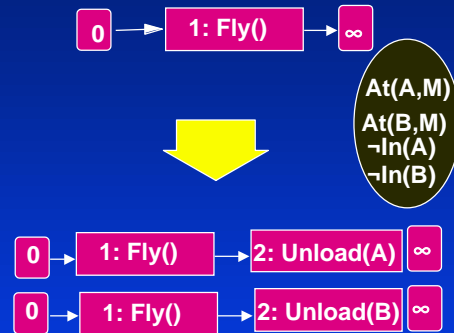 0 1: Fly() ∞
At(A,M)
At(B,M)
¬In(A)
¬In(B)
0 1: Fly() 2: Unload(A) ∞
0 1: Fly() 2: Unload(B) ∞